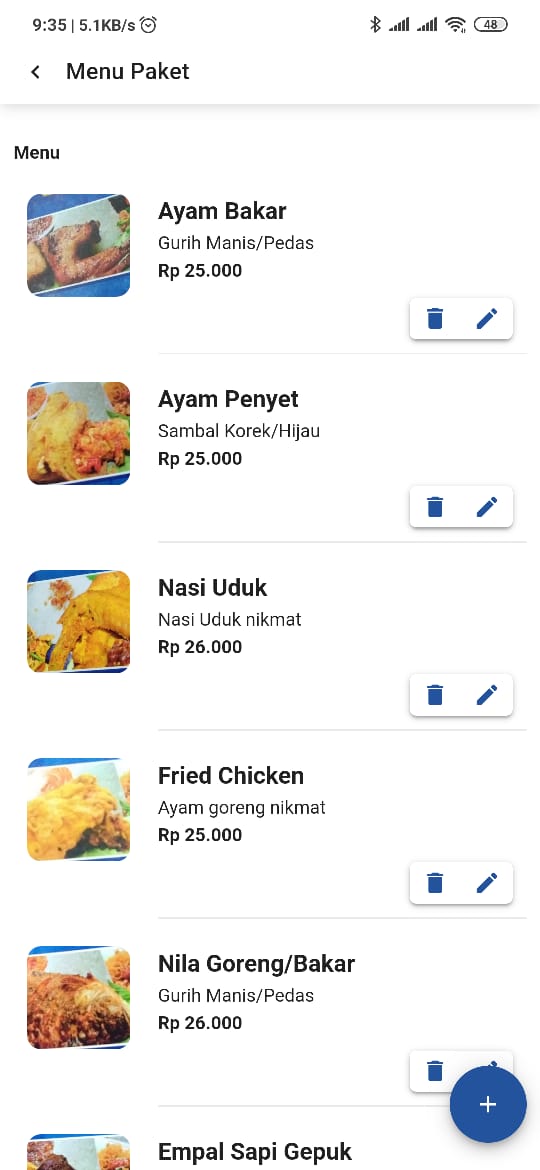 9:35 | 5.1KB/s
48
Menu Paket
Menu
Ayam Bakar
Gurih Manis/Pedas
Rp 25.000
Ayam Penyet
Sambal Korek/Hijau
Rp 25.000
Nasi Uduk
Nasi Uduk nikmat
Rp 26.000
Fried Chicken
Ayam goreng nikmat
Rp 25.000
Nila Goreng/Bakar
Gurih Manis/Pedas
Rp 26.000
Empal Sapi Gepuk